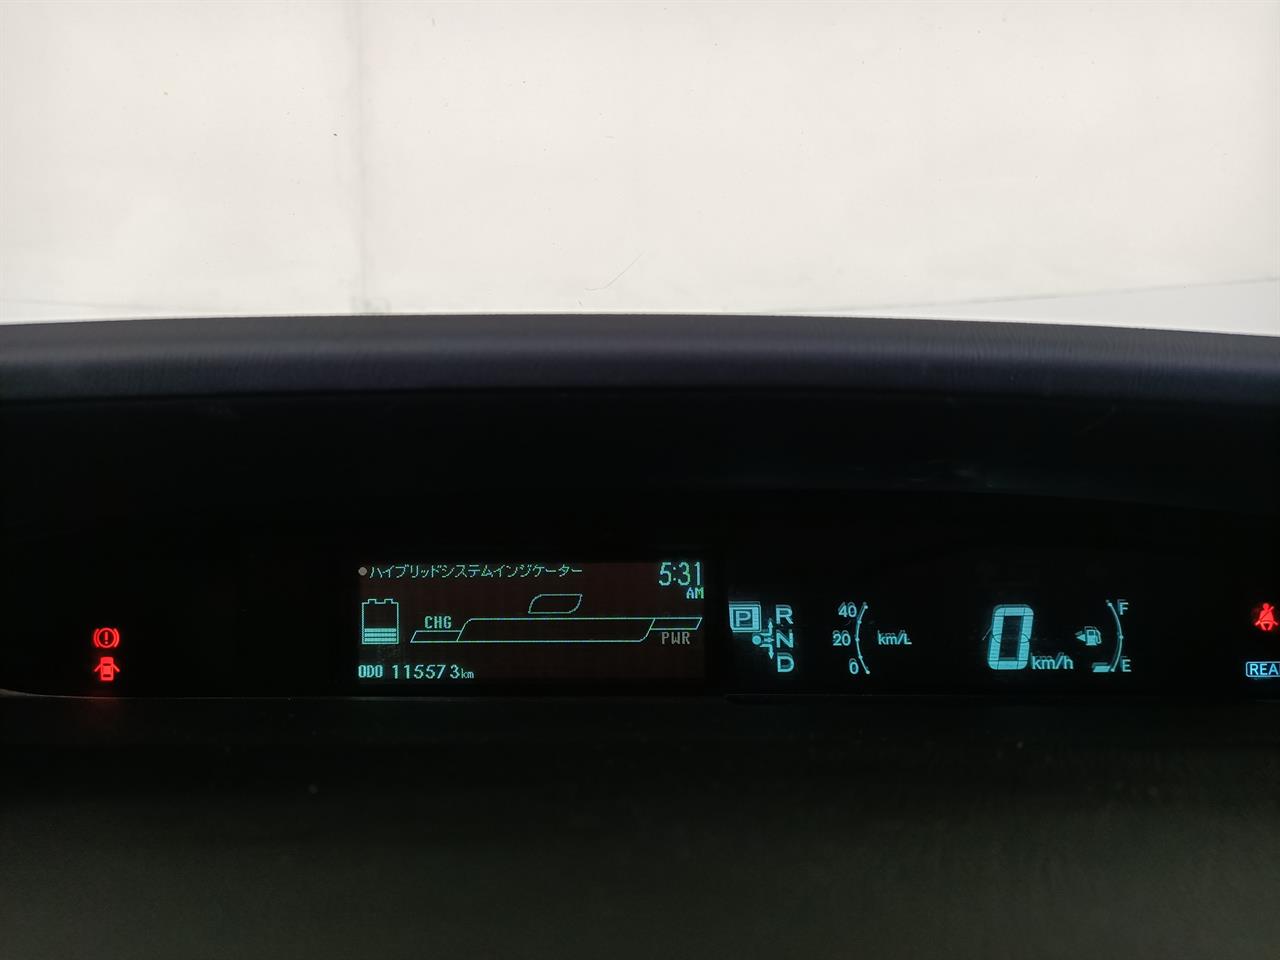 ハイブリッドシステムインジケーター
5:31
AM
CHG
PWR
ODO 115573km
P
R
N
D
40
20
0
km/L
0 km/h
F
E
REA